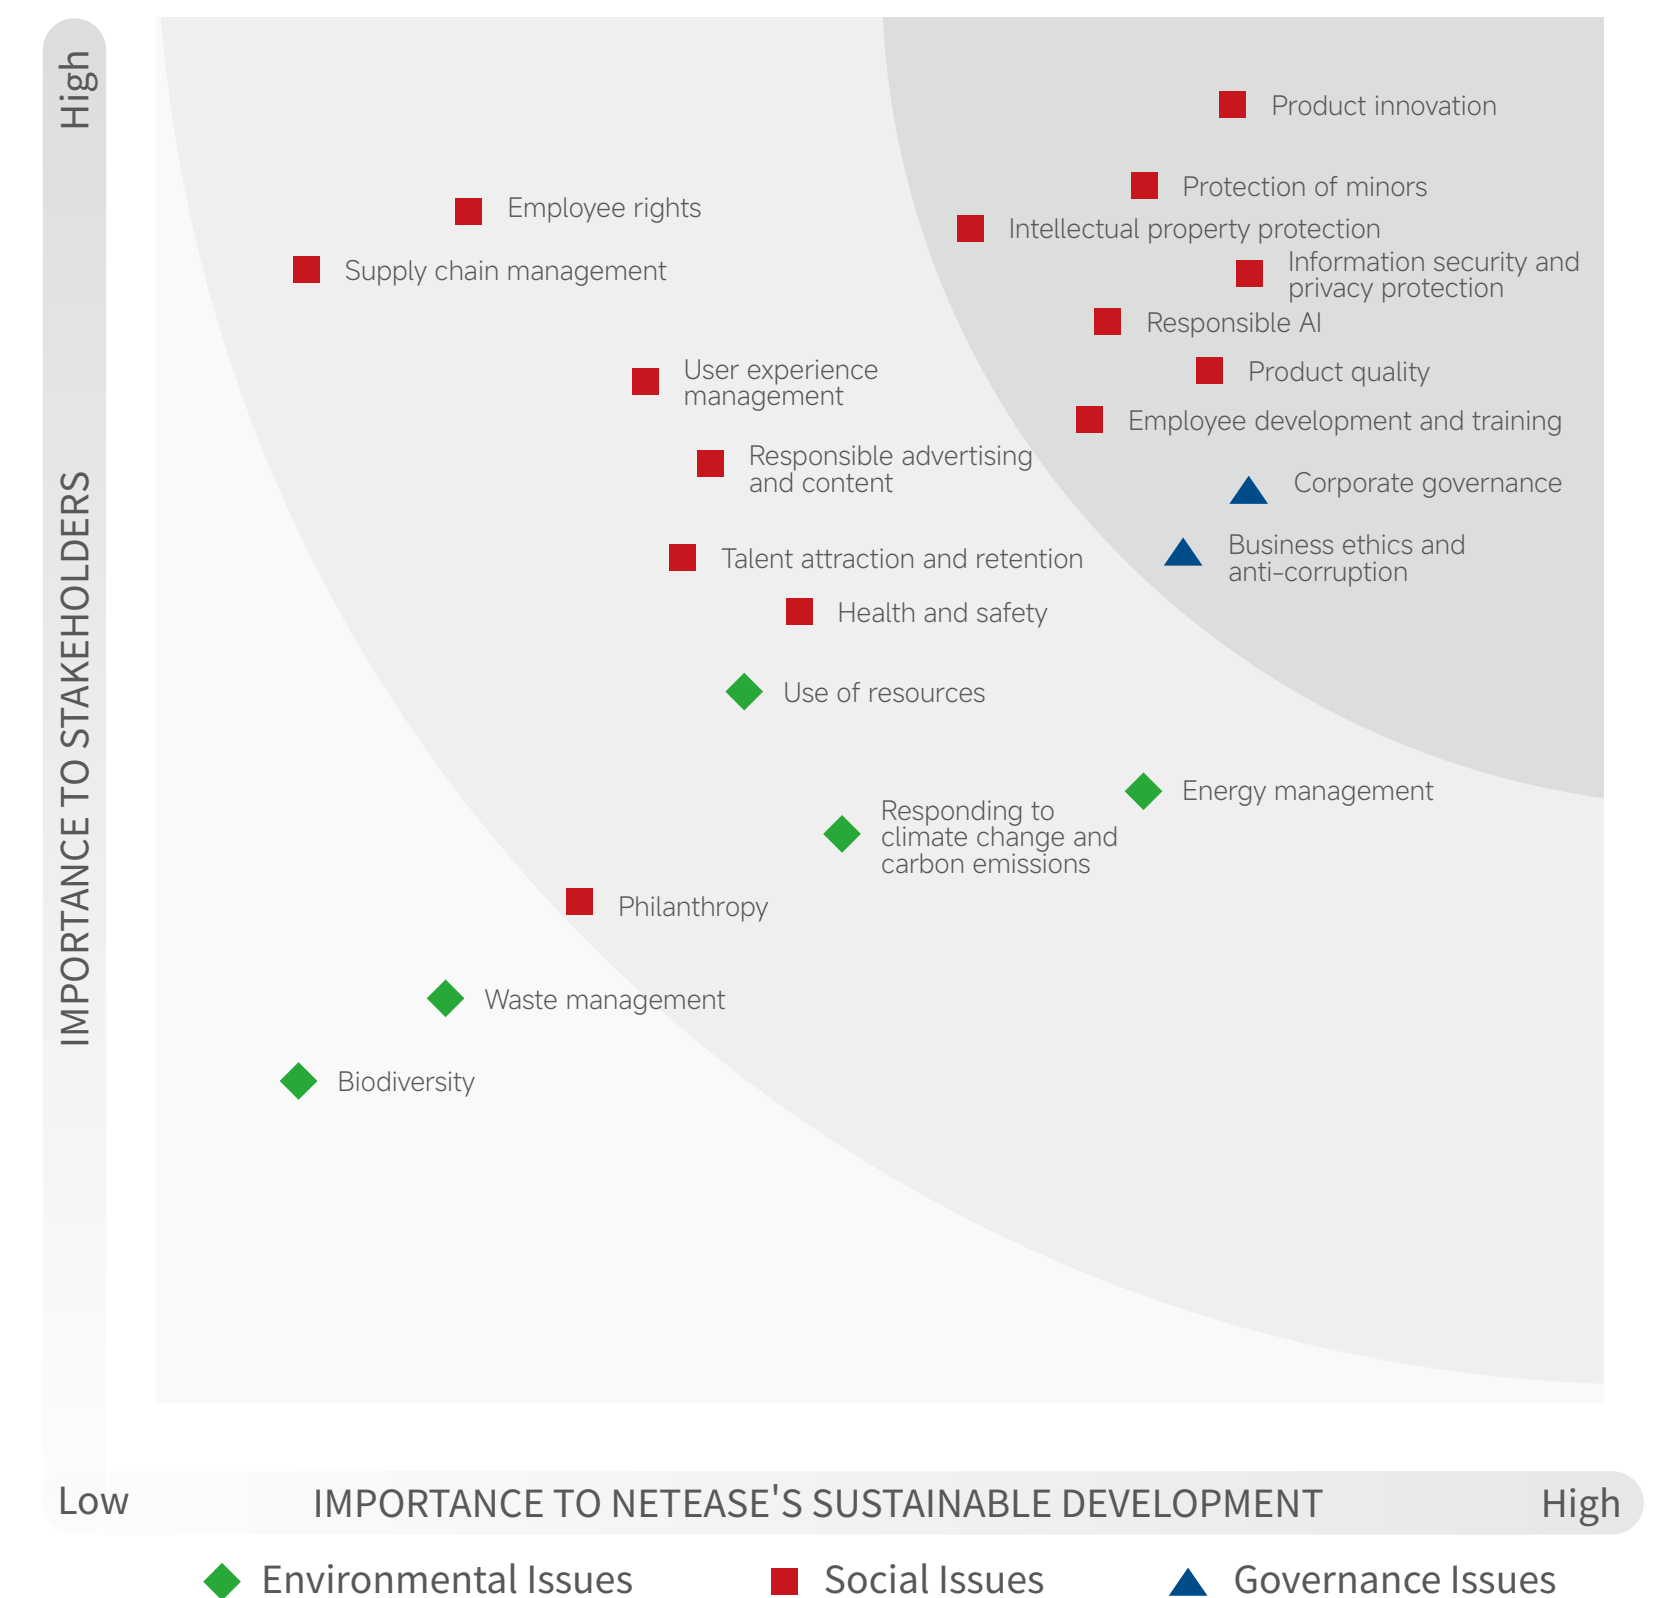 High
IMPORTANCE TO STAKEHOLDERS
Product innovation
Protection of minors
Employee rights
Intellectual property protection
Information security and
privacy protection
Supply chain management
Responsible AI
User experience
management
Product quality
Employee development and training
Responsible advertising
and content
Corporate governance
Business ethics and
anti-corruption
Talent attraction and retention
Health and safety
Use of resources
Energy management
Responding to
climate change and
carbon emissions
Philanthropy
Waste management
Biodiversity
Low
IMPORTANCE TO NETEASE'S SUSTAINABLE DEVELOPMENT
High
Environmental Issues
Social Issues
Governance Issues